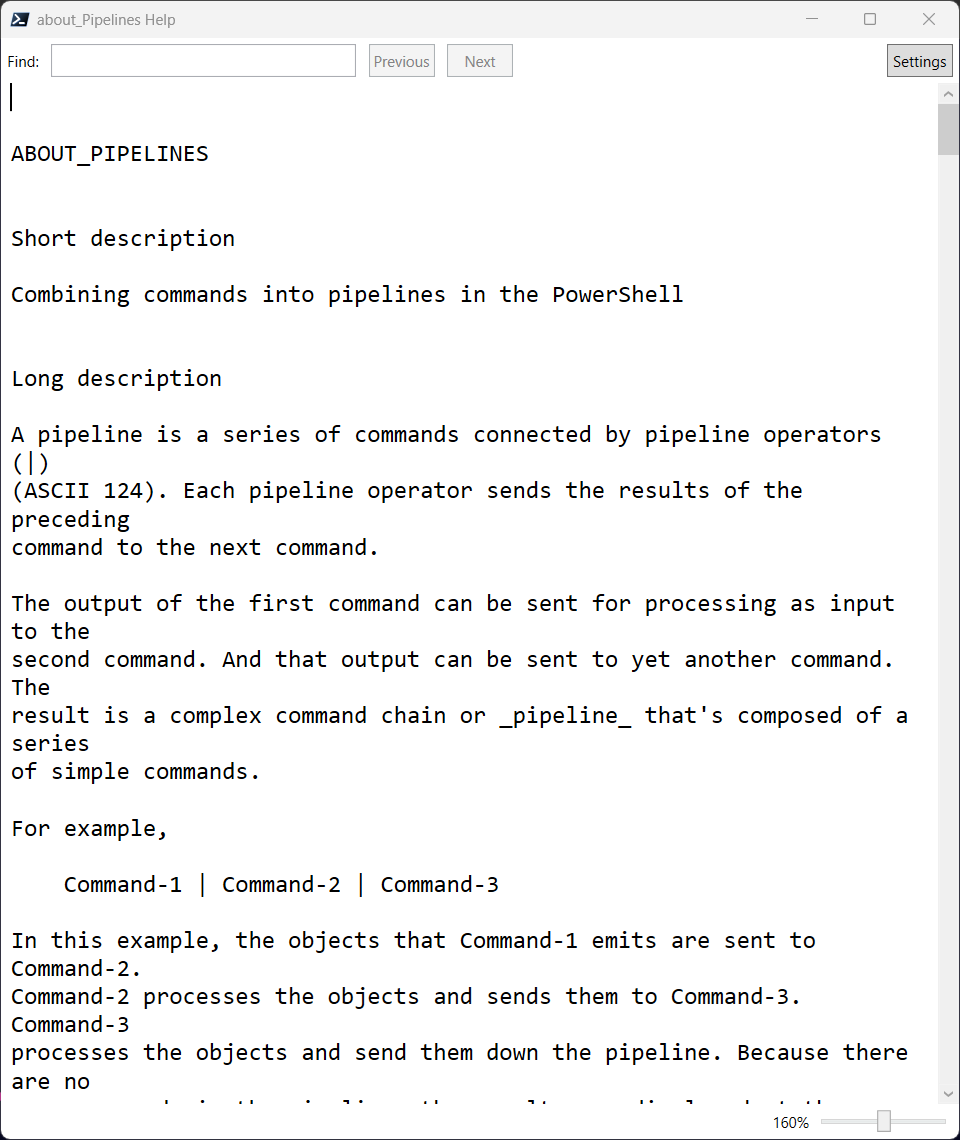 about_Pipelines Help
Find:
Previous
Next
Settings
ABOUT_PIPELINES
Short description
Combining commands into pipelines in the PowerShell
Long description
A pipeline is a series of commands connected by pipeline operators
(|)
(ASCII 124). Each pipeline operator sends the results of the
preceding
command to the next command.
The output of the first command can be sent for processing as input
to the
second command. And that output can be sent to yet another command.
The
result is a complex command chain or _pipeline_ that's composed of a
series
of simple commands.
For example,
Command-1 | Command-2 | Command-3
In this example, the objects that Command-1 emits are sent to
Command-2.
Command-2 processes the objects and sends them to Command-3.
Command-3
processes the objects and send them down the pipeline. Because there
are no
160%